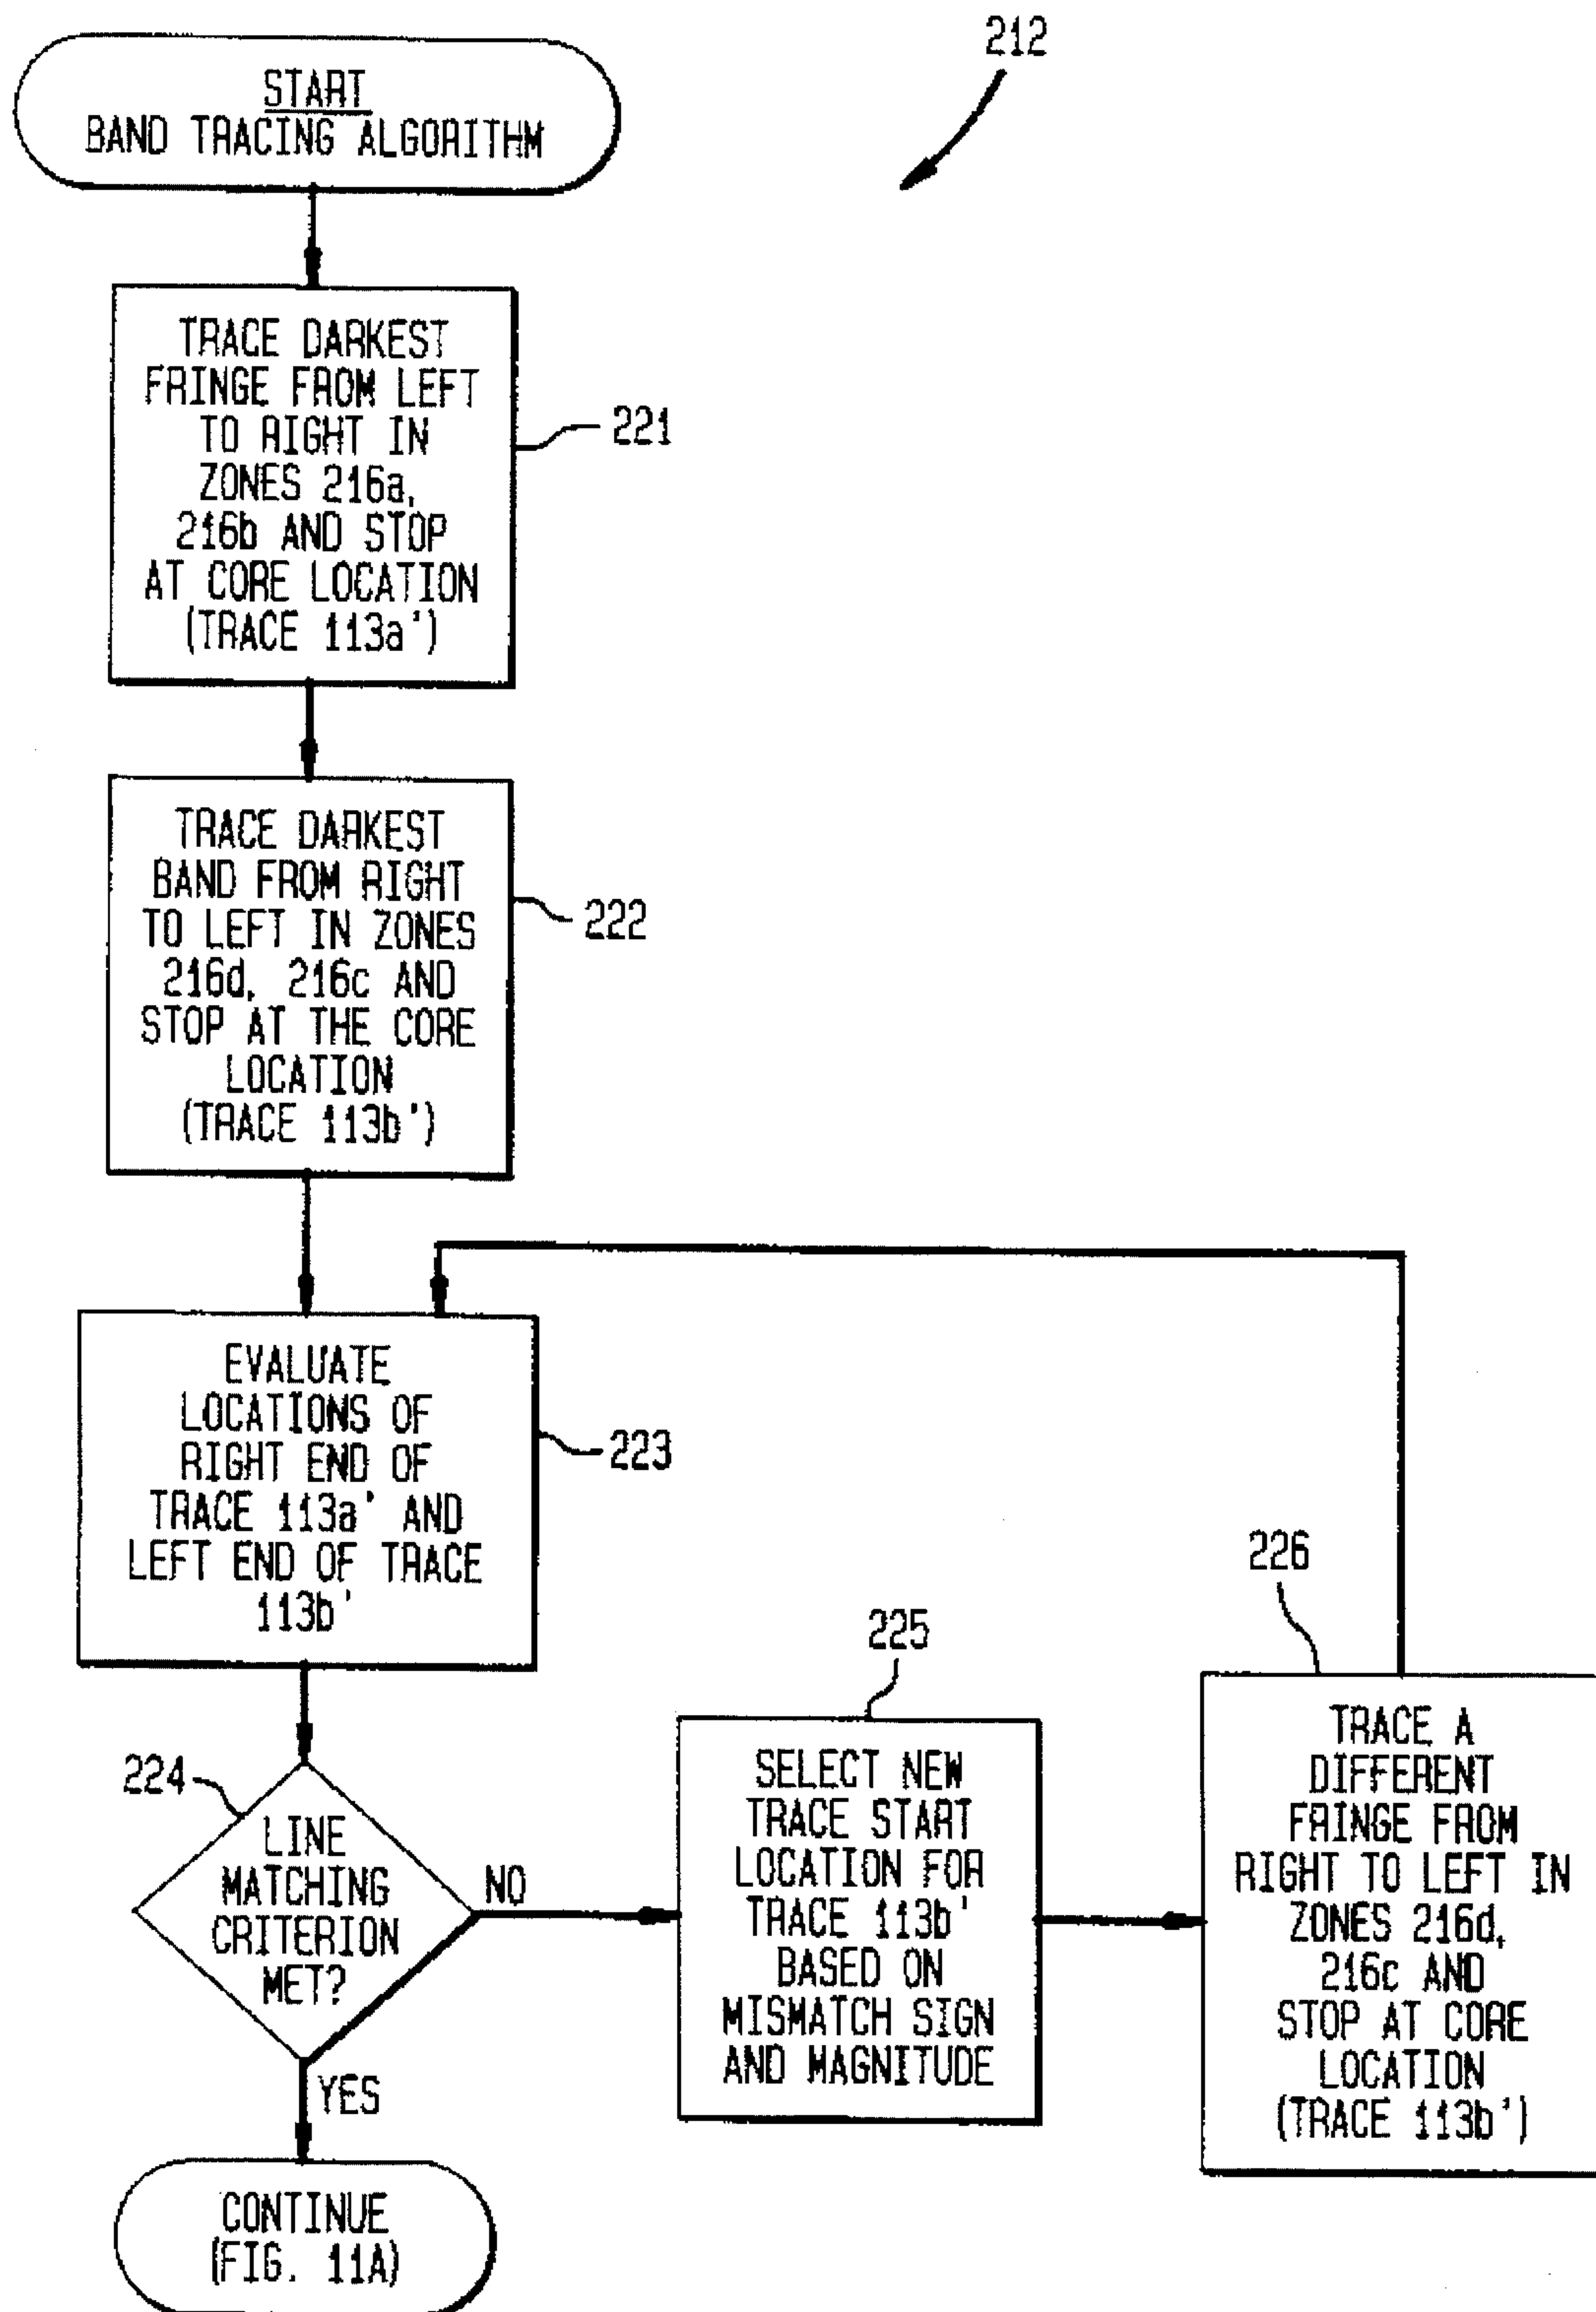 212
START
BAND TRACING ALGORITHM
TRACE DARKEST
FRINGE FROM LEFT
TO RIGHT IN
ZONES 216a,
216b AND STOP
AT CORE LOCATION
(TRACE 113a')
221
TRACE DARKEST
BAND FROM RIGHT
TO LEFT IN ZONES
216d, 216c AND
STOP AT THE CORE
LOCATION
(TRACE 113b')
222
EVALUATE
LOCATIONS OF
RIGHT END OF
TRACE 113a' AND
LEFT END OF TRACE
113b'
223
224
LINE
MATCHING
CRITERION
MET?
NO
YES
225
SELECT NEW
TRACE START
LOCATION FOR
TRACE 113b'
BASED ON
MISMATCH SIGN
AND MAGNITUDE
226
TRACE A
DIFFERENT
FRINGE FROM
RIGHT TO LEFT IN
ZONES 216d,
216c AND
STOP AT CORE
LOCATION
(TRACE 113b')
CONTINUE
(FIG. 11A)